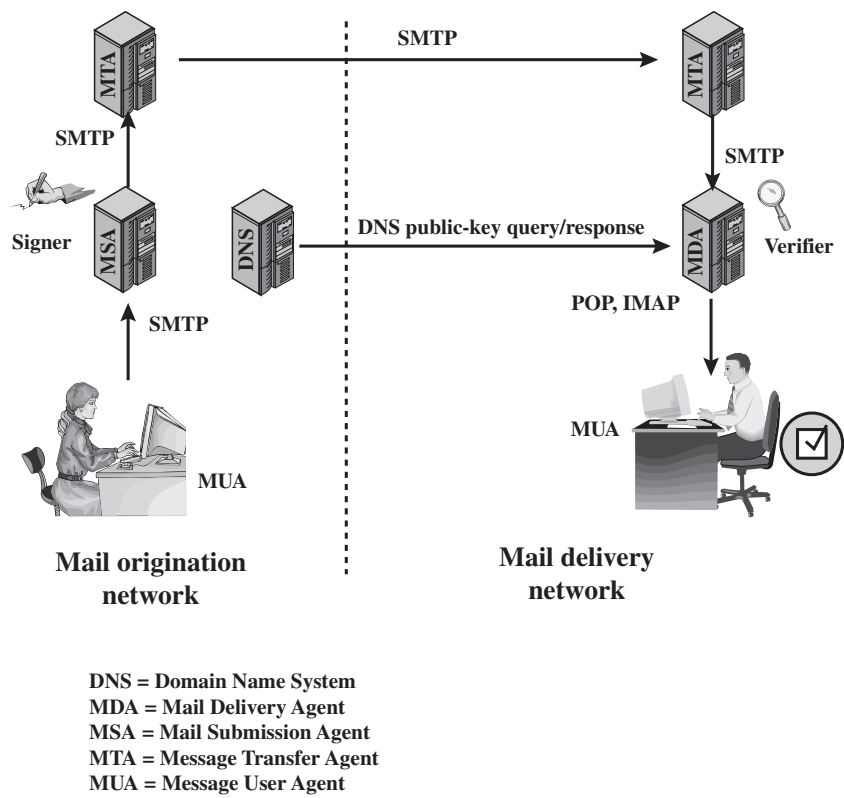 SMTP
MTA
MTA
SMTP
SMTP
Signer
MSA
DNS
DNS public-key query/response
MDA
Verifier
SMTP
POP, IMAP
MUA
MUA
Mail origination
network
Mail delivery
network
DNS = Domain Name System
MDA = Mail Delivery Agent
MSA = Mail Submission Agent
MTA = Message Transfer Agent
MUA = Message User Agent